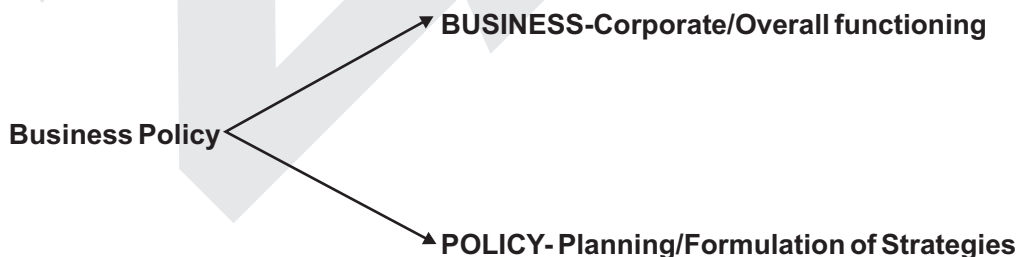 BUSINESS-Corporate/Overall functioning
Business Policy
POLICY- Planning/Formulation of Strategies